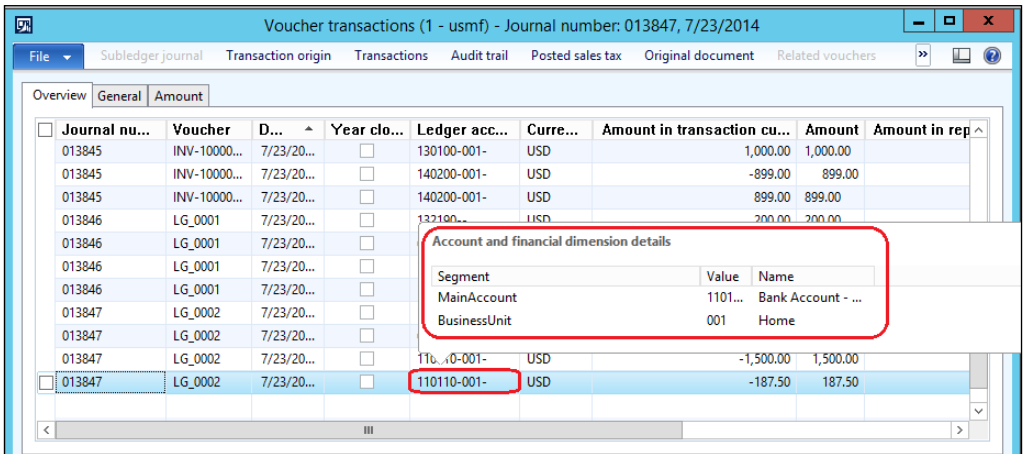 Voucher transactions (1 - usmf) - Journal number: 013847, 7/23/2014
File Subledger journal Transaction origin Transactions Audit trail Posted sales tax Original document Related vouchers »
Overview General Amount
Journal nu... Voucher D... Year clo... Ledger acc... Curre... Amount in transaction cu... Amount Amount in rep
013845 INV-10000... 7/23/20... 130100-001- USD 1,000.00 1,000.00
013845 INV-10000... 7/23/20... 140200-001- USD -899.00 899.00
013845 INV-10000... 7/23/20... 140200-001- USD 899.00 899.00
013846 LG_0001 7/23/20... 132190-- USD 200.00 200.00
013846 LG_0001 7/23/20...
013846 LG_0001 7/23/20...
013846 LG_0001 7/23/20...
013847 LG_0002 7/23/20...
013847 LG_0002 7/23/20...
Account and financial dimension details
Segment Value Name
MainAccount 1101... Bank Account - ...
BusinessUnit 001 Home
013847 LG_0002 7/23/20... USD -1,500.00 1,500.00
013847 LG_0002 7/23/20... 110110-001- USD -187.50 187.50